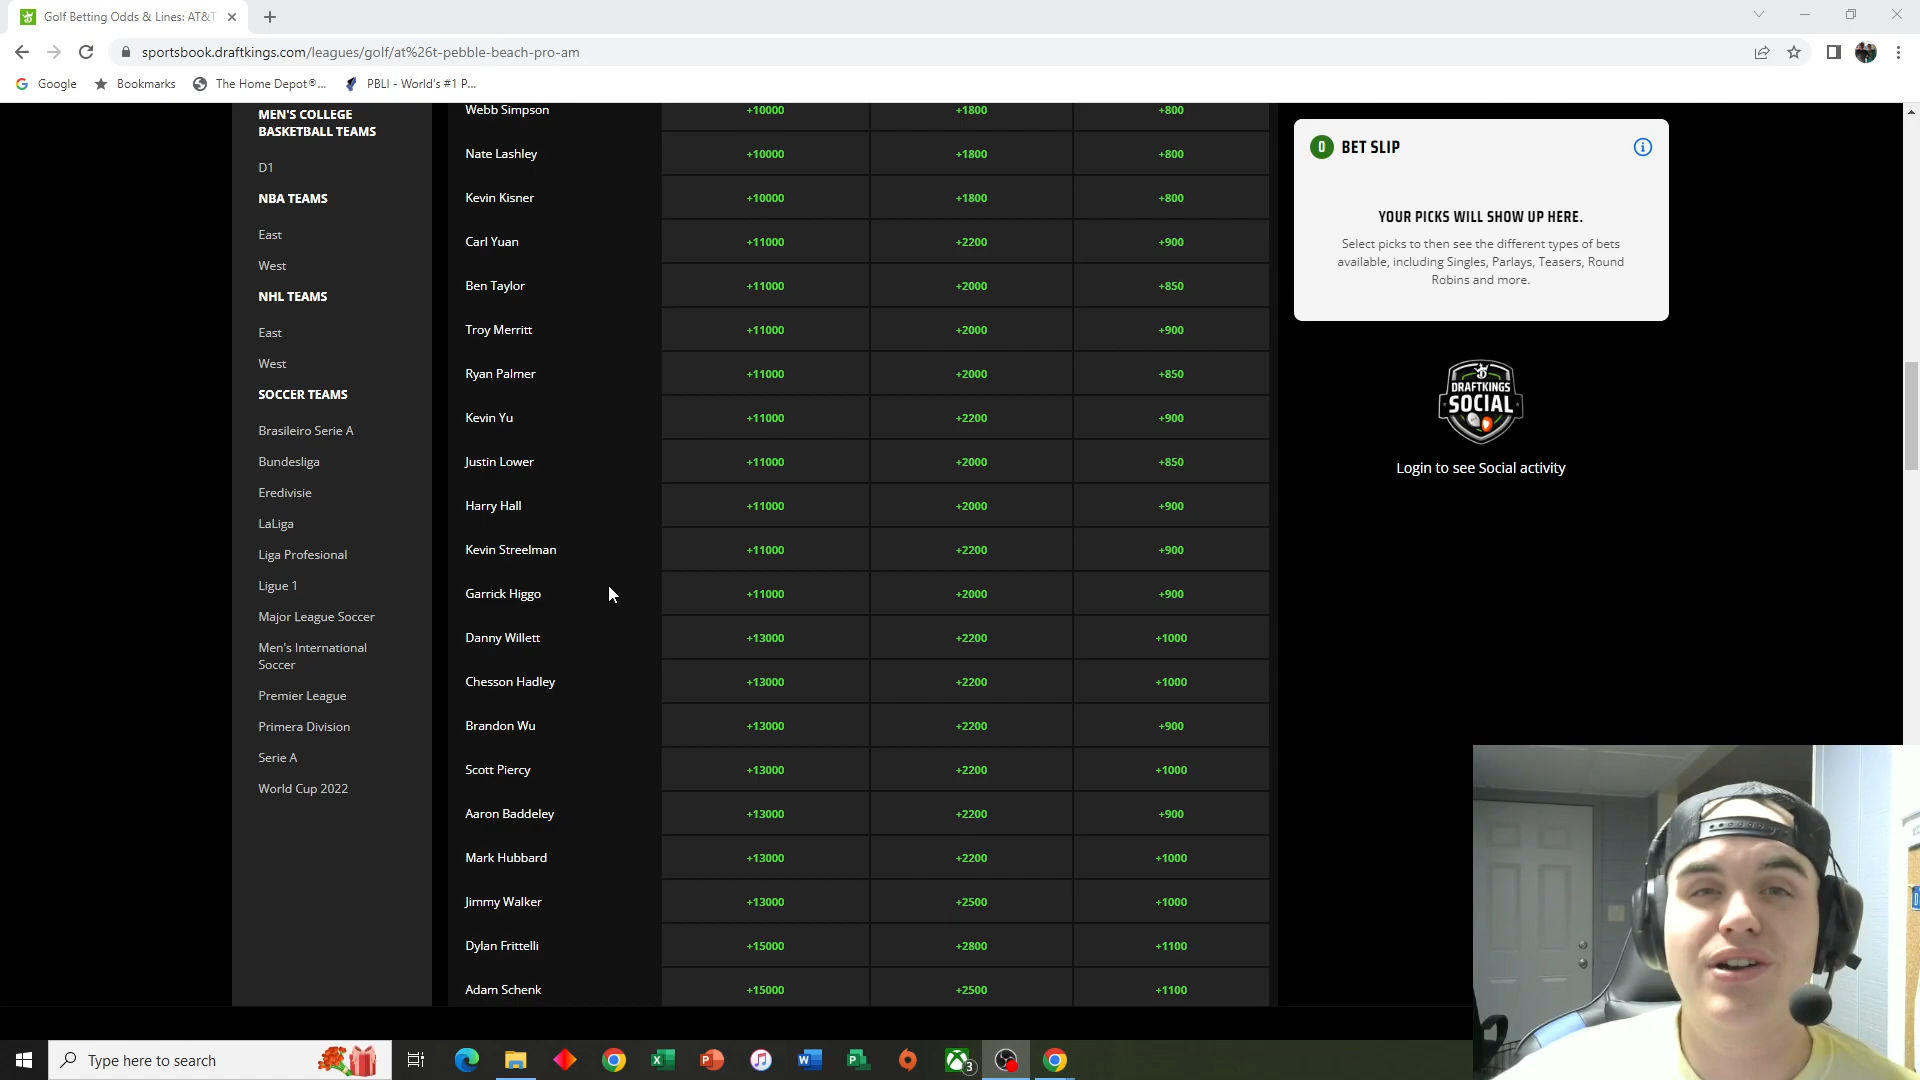 Golf Betting Odds & Lines: AT&T
sportsbook.draftkings.com/leagues/golf/at%26t-pebble-beach-pro-am
Google Bookmarks The Home Depot®... PBLI - World's #1 P...
MEN'S COLLEGE
BASKETBALL TEAMS
D1
NBA TEAMS
East
West
NHL TEAMS
East
West
SOCCER TEAMS
Brasileiro Serie A
Bundesliga
Eredivisie
LaLiga
Liga Profesional
Ligue 1
Major League Soccer
Men's International
Soccer
Premier League
Primera Division
Serie A
World Cup 2022
Webb Simpson +10000 +1800 +800
Nate Lashley +10000 +1800 +800
Kevin Kisner +10000 +1800 +800
Carl Yuan +11000 +2200 +900
Ben Taylor +11000 +2000 +850
Troy Merritt +11000 +2000 +900
Ryan Palmer +11000 +2000 +850
Kevin Yu +11000 +2200 +900
Justin Lower +11000 +2000 +850
Harry Hall +11000 +2000 +900
Kevin Streelman +11000 +2200 +900
Garrick Higgo +11000 +2000 +900
Danny Willett +13000 +2200 +1000
Chesson Hadley +13000 +2200 +1000
Brandon Wu +13000 +2200 +900
Scott Piercy +13000 +2200 +1000
Aaron Baddeley +13000 +2200 +900
Mark Hubbard +13000 +2200 +1000
Jimmy Walker +13000 +2500 +1000
Dylan Frittelli +15000 +2800 +1100
Adam Schenk +15000 +2500 +1100
0 BET SLIP
YOUR PICKS WILL SHOW UP HERE.
Select picks to then see the different types of bets
available, including Singles, Parlays, Teasers, Round
Robins and more.
DRAFTKINGS
SOCIAL
Login to see Social activity
Type here to search
3